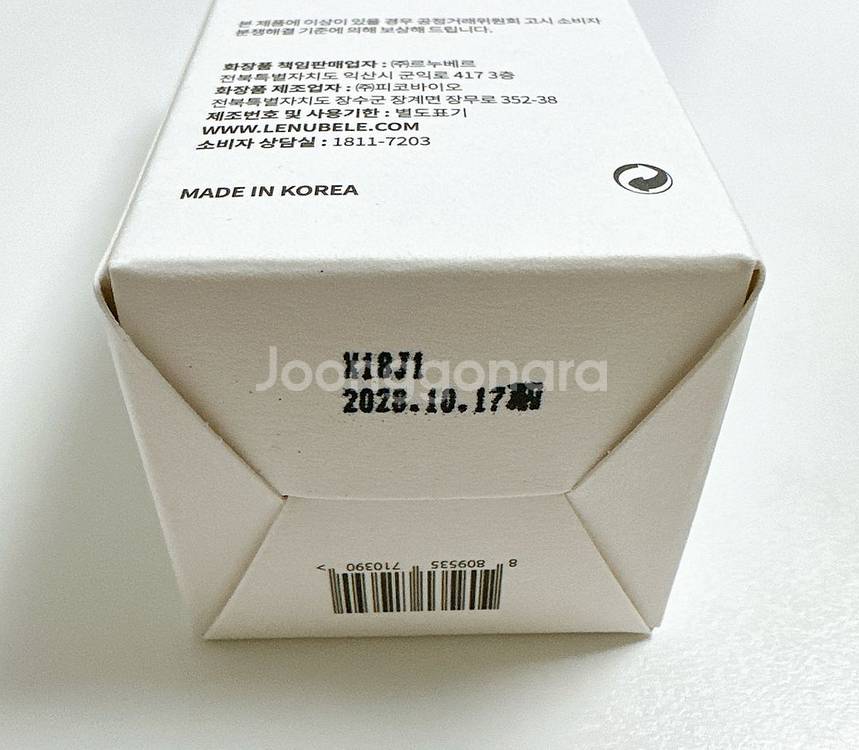 본 제품에 이상이 있을 경우 공정거래위원회 고시 소비자
분쟁해결 기준에 의해 보상해 드립니다.
화장품 책임판매업자 : ㈜르누베르
전북특별자치도 익산시 군익로 417 3층
화장품 제조업자 : ㈜피코바이오
전북특별자치도 장수군 장계면 장무로 352-38
제조번호 및 사용기한 : 별도표기
WWW.LENUBELE.COM
소비자 상담실 : 1811-7203
MADE IN KOREA
Joonggonara
2028.10.17
8 809535 710390 >